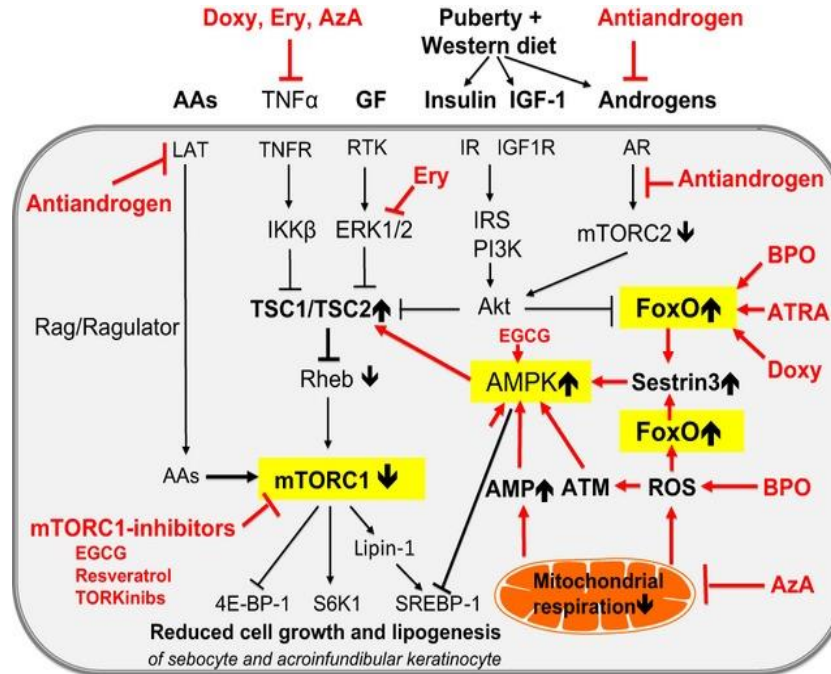 Doxy, Ery, AzA
Puberty +
Western diet
Antiandrogen
AAs
TNFα
GF
Insulin
IGF-1
Androgens
LAT
TNFR
RTK
IR
IGF1R
AR
Antiandrogen
Ery
Antiandrogen
IKKβ
ERK1/2
IRS
PI3K
mTORC2
BPO
Rag/Ragulator
TSC1/TSC2
Akt
FoxO
ATRA
EGCG
Rheb
AMPK
Sestrin3
Doxy
FoxO
AAs
mTORC1
AMP
ATM
ROS
BPO
mTORC1-inhibitors
EGCG
Resveratrol
TORKinibs
Lipin-1
4E-BP-1
S6K1
SREBP-1
Mitochondrial
respiration
AzA
Reduced cell growth and lipogenesis
of sebocyte and acroinfundibular keratinocyte